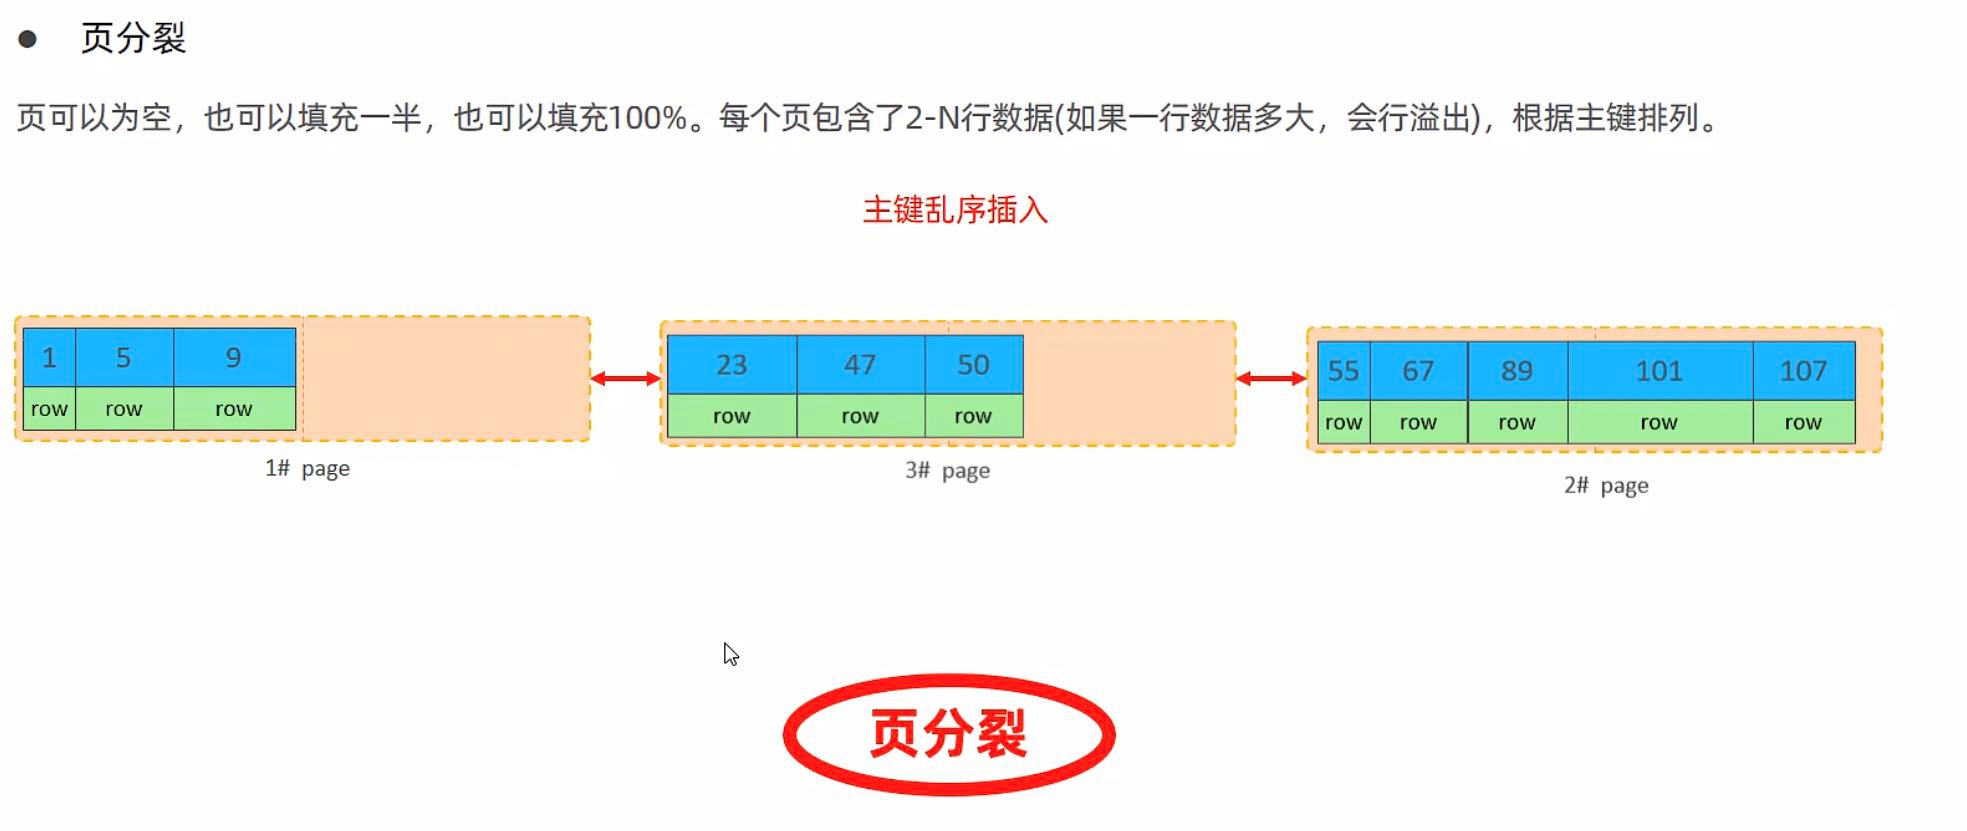 ● 页分裂
页可以为空，也可以填充一半，也可以填充100%。每个页包含了2-N行数据(如果一行数据多大，会行溢出)，根据主键排列。
主键乱序插入
1 5 9
row row row
1# page
23 47 50
row row row
3# page
55 67 89 101 107
row row row row row
2# page
页分裂